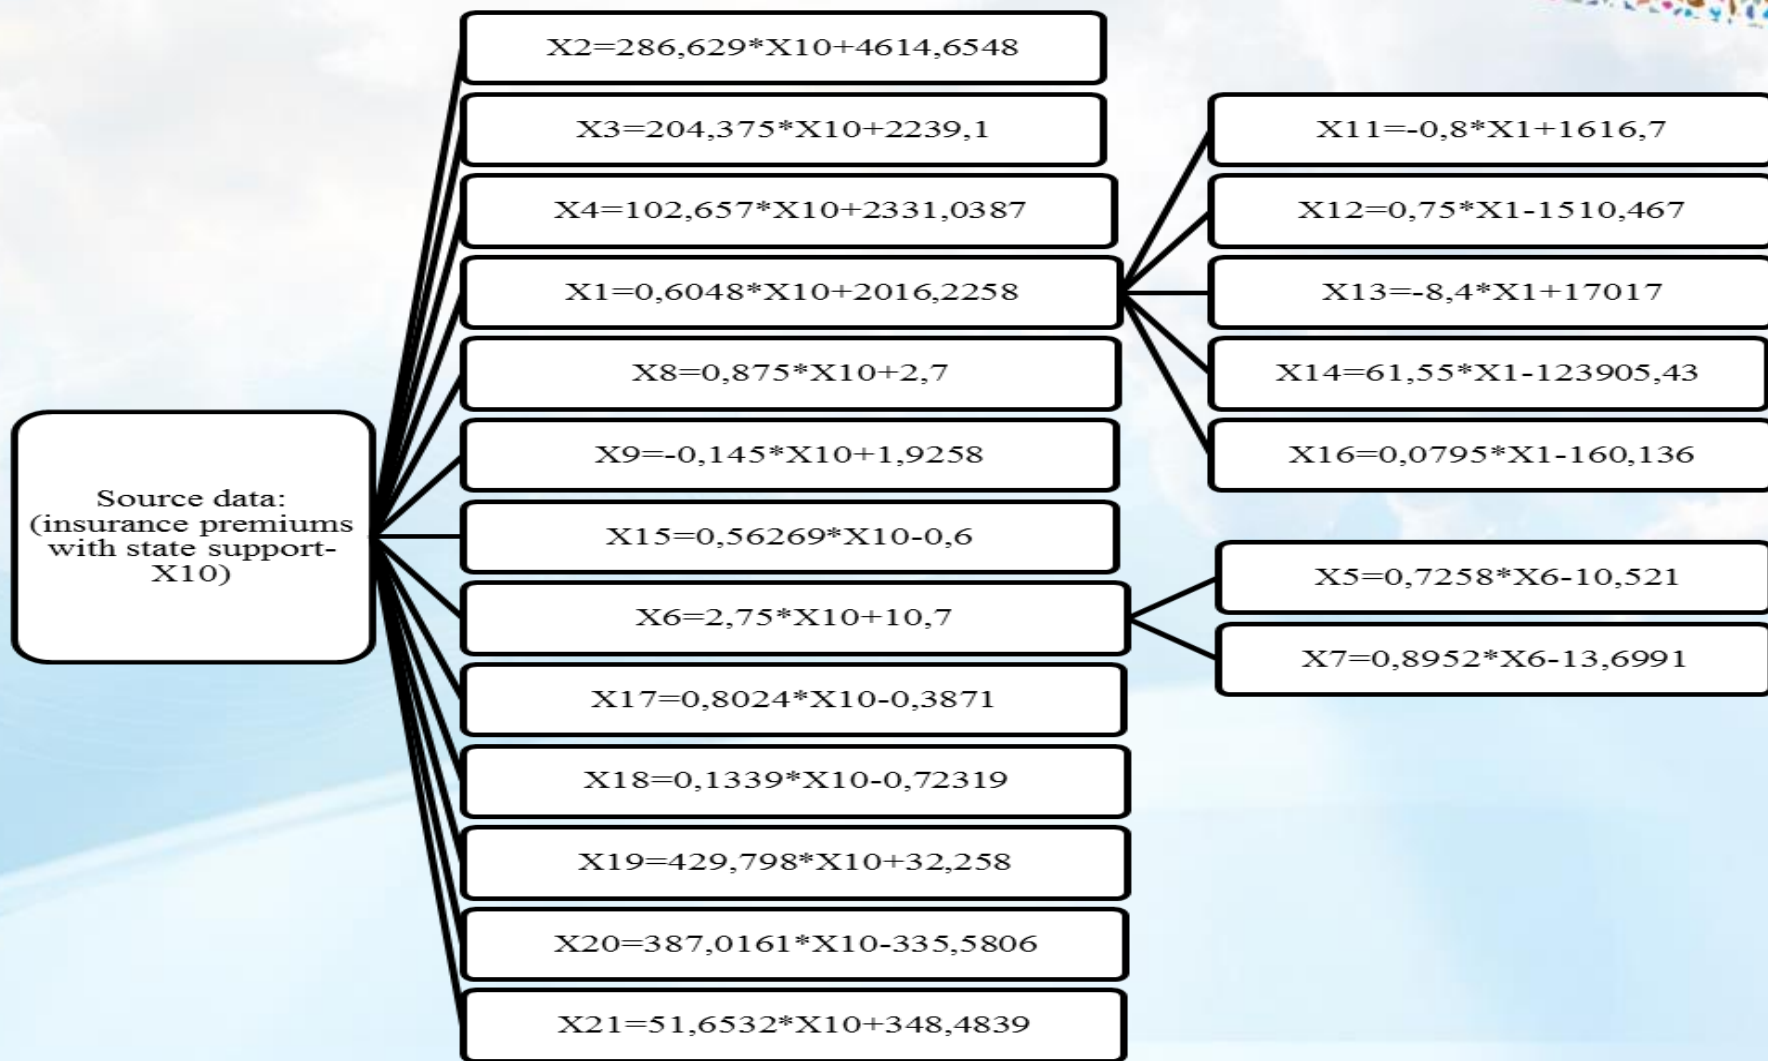 Source data:
(insurance premiums
with state support-
X10)
X2=286,629*X10+4614,6548
X3=204,375*X10+2239,1
X4=102,657*X10+2331,0387
X1=0,6048*X10+2016,2258
X8=0,875*X10+2,7
X9=-0,145*X10+1,9258
X15=0,56269*X10-0,6
X6=2,75*X10+10,7
X17=0,8024*X10-0,3871
X18=0,1339*X10-0,72319
X19=429,798*X10+32,258
X20=387,0161*X10-335,5806
X21=51,6532*X10+348,4839
X11=-0,8*X1+1616,7
X12=0,75*X1-1510,467
X13=-8,4*X1+17017
X14=61,55*X1-123905,43
X16=0,0795*X1-160,136
X5=0,7258*X6-10,521
X7=0,8952*X6-13,6991